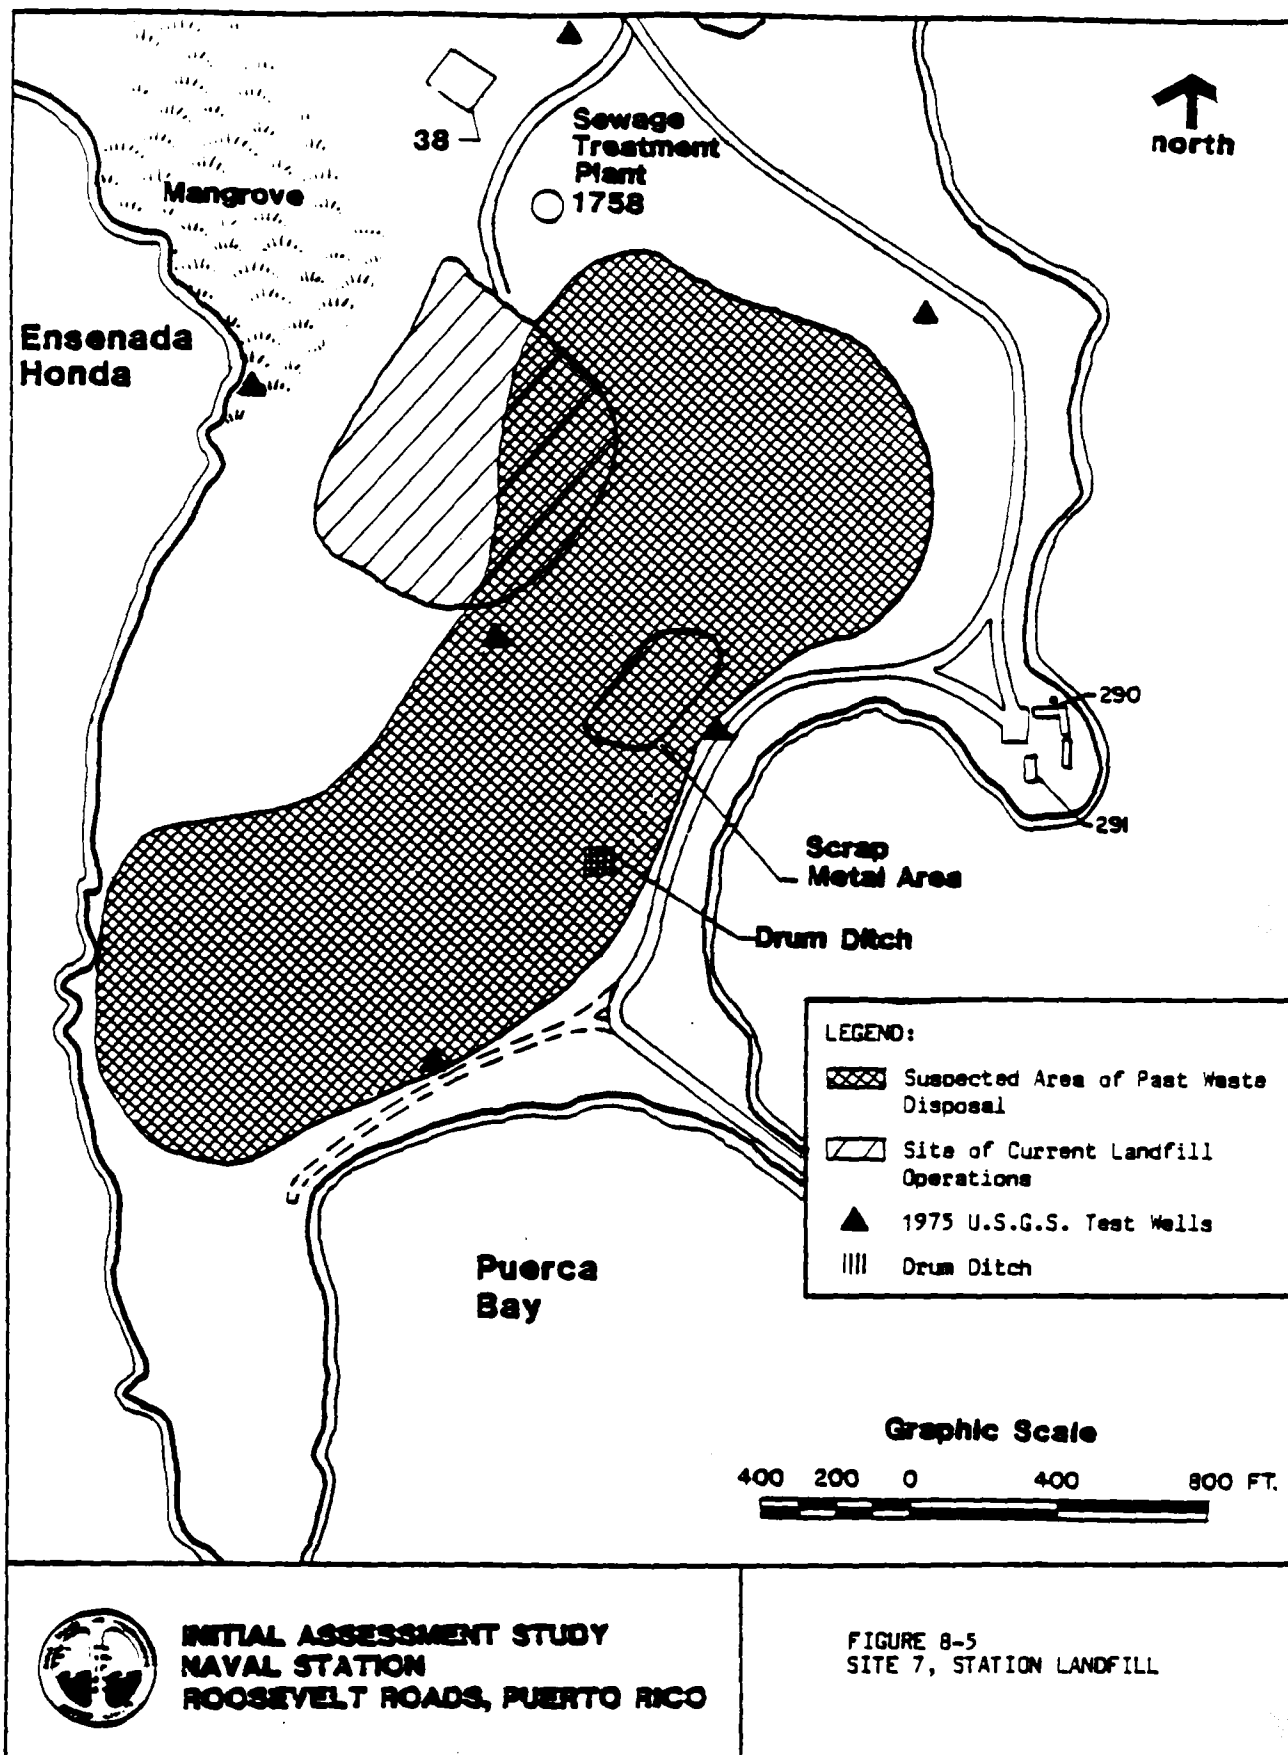 north
38
Sewage
Treatment
Plant
1758
Mangrove
Ensenada
Honda
290
291
Scrap
Metal Area
Drum Ditch
LEGEND:
Suspected Area of Past Waste
Disposal
Site of Current Landfill
Operations
1975 U.S.G.S. Test Wells
Drum Ditch
Puerca
Bay
Graphic Scale
400 200 0 400 800 FT.
INITIAL ASSESSMENT STUDY
NAVAL STATION
ROOSEVELT ROADS, PUERTO RICO
FIGURE 8-5
SITE 7, STATION LANDFILL